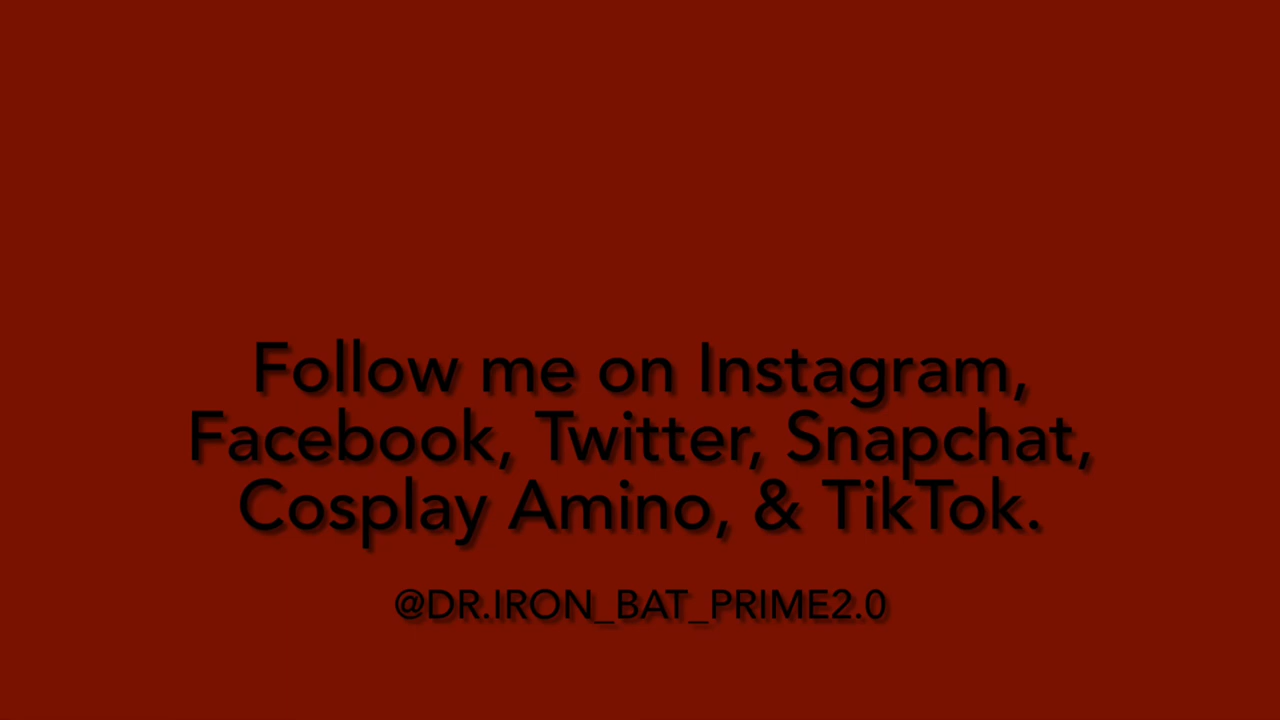 Follow me on Instagram,
Facebook, Twitter, Snapchat,
Cosplay Amino, & TikTok.
@DR.IRON_BAT_PRIME2.0